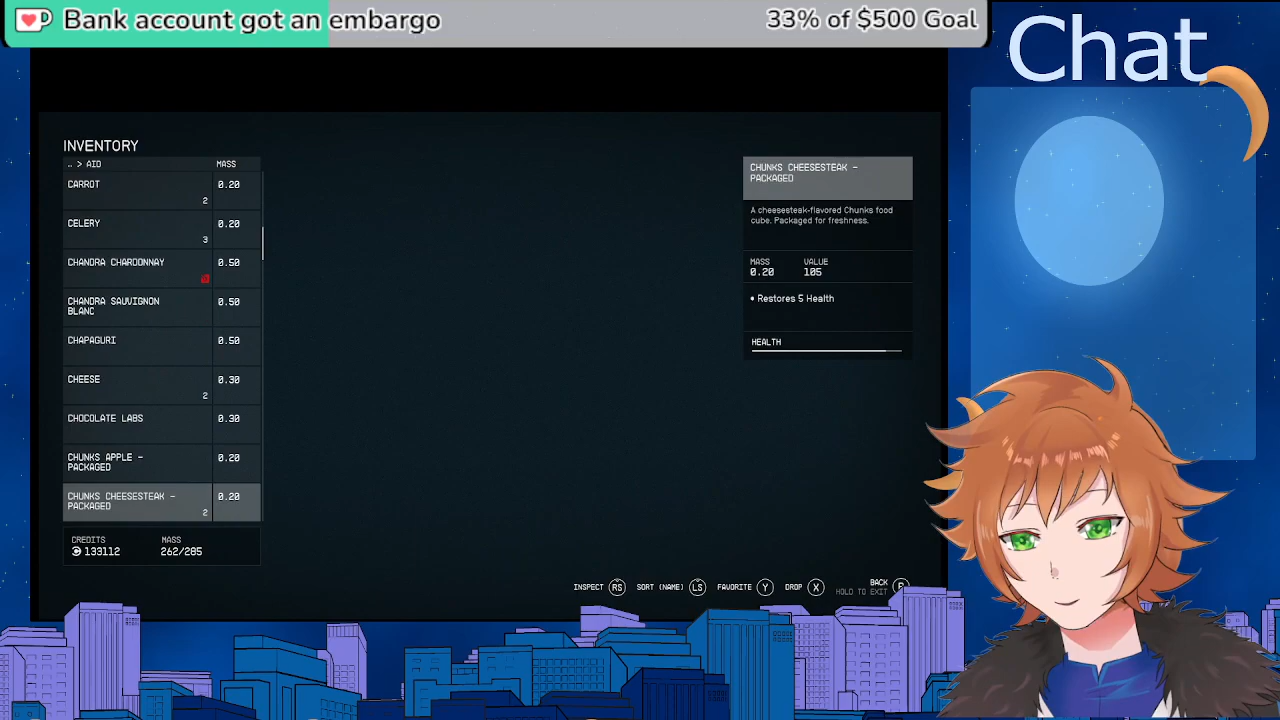 Bank account got an embargo
33% of $500 Goal
Chat
INVENTORY
.. > AID MASS
CARROT 0.20
2
CELERY 0.20
3
CHANDRA CHARDONNAY 0.50
CHANDRA SAUVIGNON 0.50
BLANC
CHAPAGURI 0.50
CHEESE 0.30
2
CHOCOLATE LABS 0.30
CHUNKS APPLE - 0.20
PACKAGED
CHUNKS CHEESESTEAK - 0.20
PACKAGED
2
CREDITS MASS
133112 262/285
CHUNKS CHEESESTEAK -
PACKAGED
A cheesesteak-flavored Chunks food
cube. Packaged for freshness.
MASS VALUE
0.20 105
• Restores 5 Health
HEALTH
INSPECT RS SORT (NAME) LS FAVORITE Y DROP X BACK
HOLD TO EXIT